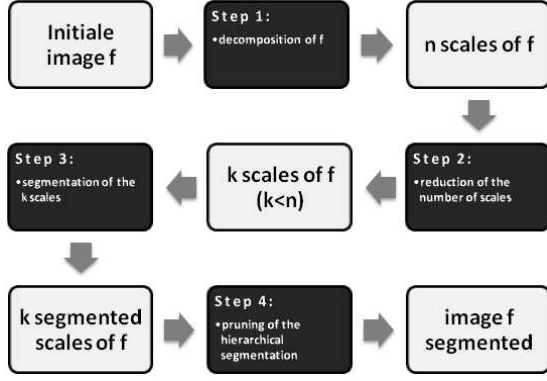 Initiale
image f
Step 1:
•decomposition of f
n scales of f
Step 2:
•reduction of the
number of scales
k scales of f
(k<n)
Step 3:
•segmentation of the
k scales
k segmented
scales of f
Step 4:
•pruning of the
hierarchical
segmentation
image f
segmented